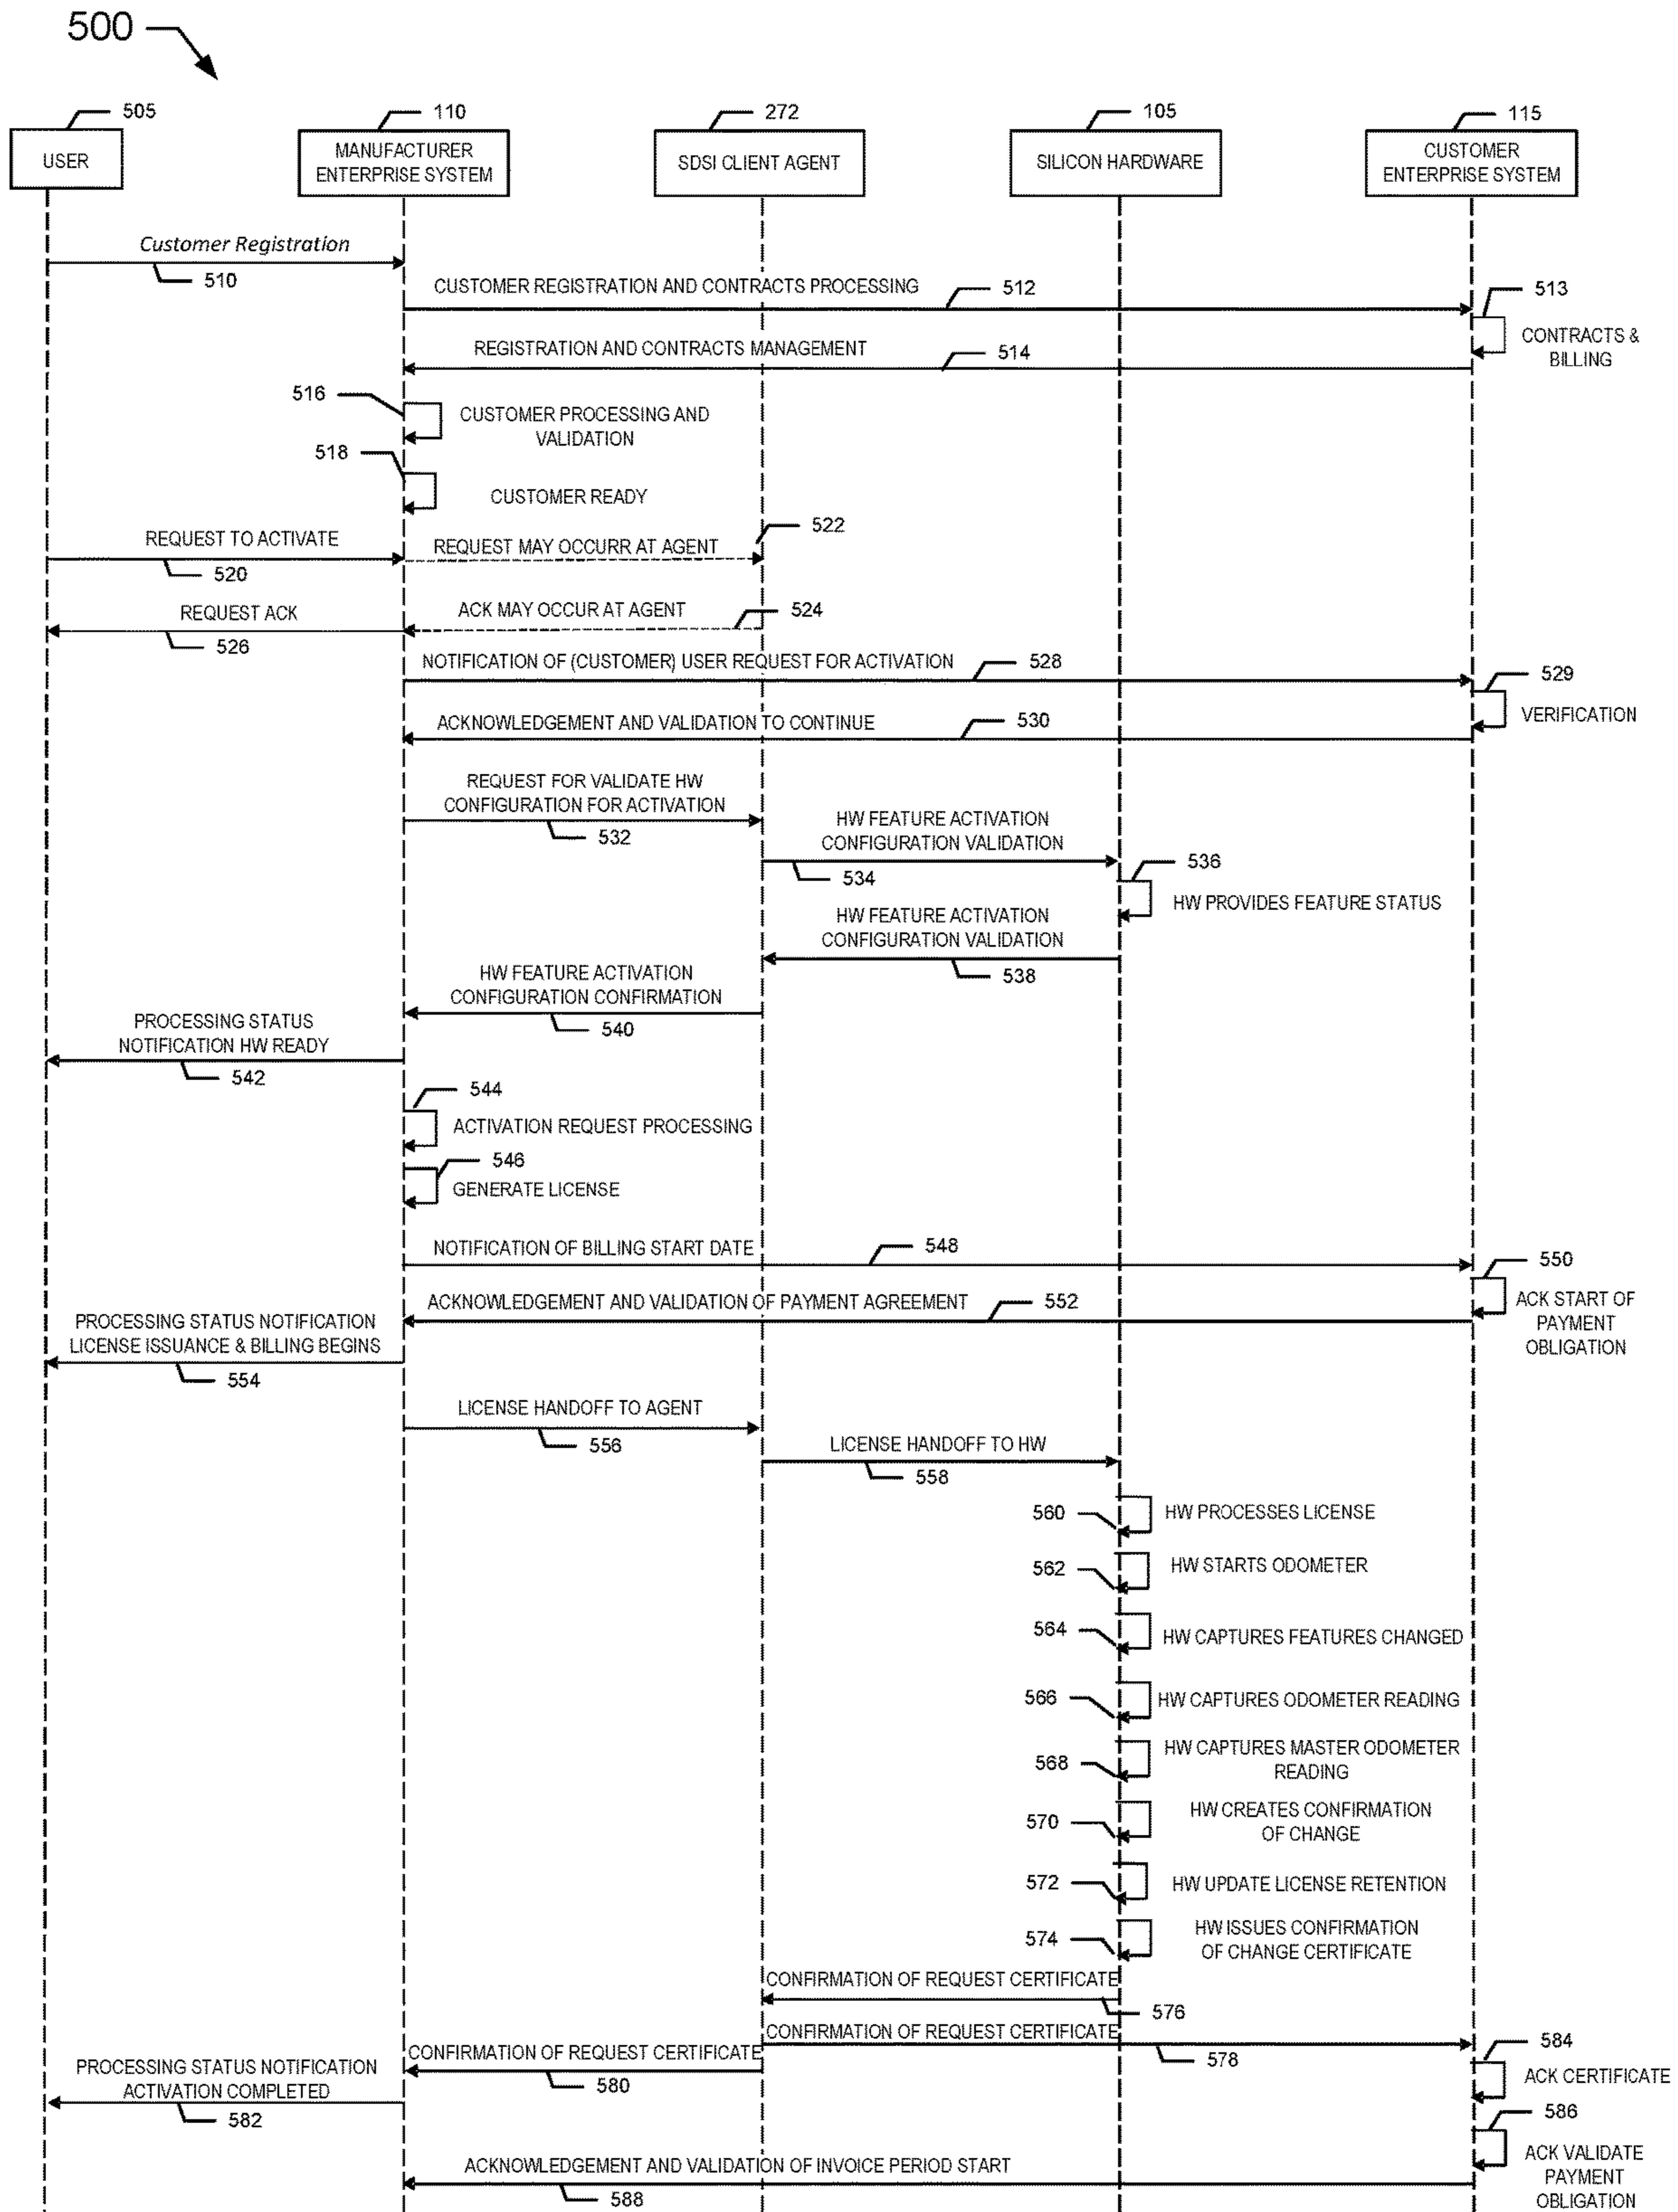 500
505
110
272
105
115
USER
MANUFACTURER
ENTERPRISE SYSTEM
SDSI CLIENT AGENT
SILICON HARDWARE
CUSTOMER
ENTERPRISE SYSTEM
Customer Registration
510
CUSTOMER REGISTRATION AND CONTRACTS PROCESSING
512
513
CONTRACTS &
BILLING
REGISTRATION AND CONTRACTS MANAGEMENT
514
516
CUSTOMER PROCESSING AND
VALIDATION
518
CUSTOMER READY
REQUEST TO ACTIVATE
520
REQUEST MAY OCCURR AT AGENT
522
REQUEST ACK
526
ACK MAY OCCUR AT AGENT
524
NOTIFICATION OF (CUSTOMER) USER REQUEST FOR ACTIVATION
528
529
VERIFICATION
ACKNOWLEDGEMENT AND VALIDATION TO CONTINUE
530
REQUEST FOR VALIDATE HW
CONFIGURATION FOR ACTIVATION
532
HW FEATURE ACTIVATION
CONFIGURATION VALIDATION
534
536
HW PROVIDES FEATURE STATUS
HW FEATURE ACTIVATION
CONFIGURATION VALIDATION
538
HW FEATURE ACTIVATION
CONFIGURATION CONFIRMATION
540
PROCESSING STATUS
NOTIFICATION HW READY
542
544
ACTIVATION REQUEST PROCESSING
546
GENERATE LICENSE
NOTIFICATION OF BILLING START DATE
548
550
ACK START OF
PAYMENT
OBLIGATION
ACKNOWLEDGEMENT AND VALIDATION OF PAYMENT AGREEMENT
552
PROCESSING STATUS NOTIFICATION
LICENSE ISSUANCE & BILLING BEGINS
554
LICENSE HANDOFF TO AGENT
556
LICENSE HANDOFF TO HW
558
560
HW PROCESSES LICENSE
562
HW STARTS ODOMETER
564
HW CAPTURES FEATURES CHANGED
566
HW CAPTURES ODOMETER READING
568
HW CAPTURES MASTER ODOMETER
READING
570
HW CREATES CONFIRMATION
OF CHANGE
572
HW UPDATE LICENSE RETENTION
574
HW ISSUES CONFIRMATION
OF CHANGE CERTIFICATE
CONFIRMATION OF REQUEST CERTIFICATE
576
CONFIRMATION OF REQUEST CERTIFICATE
578
584
ACK CERTIFICATE
CONFIRMATION OF REQUEST CERTIFICATE
580
PROCESSING STATUS NOTIFICATION
ACTIVATION COMPLETED
582
586
ACK VALIDATE
PAYMENT
OBLIGATION
ACKNOWLEDGEMENT AND VALIDATION OF INVOICE PERIOD START
588